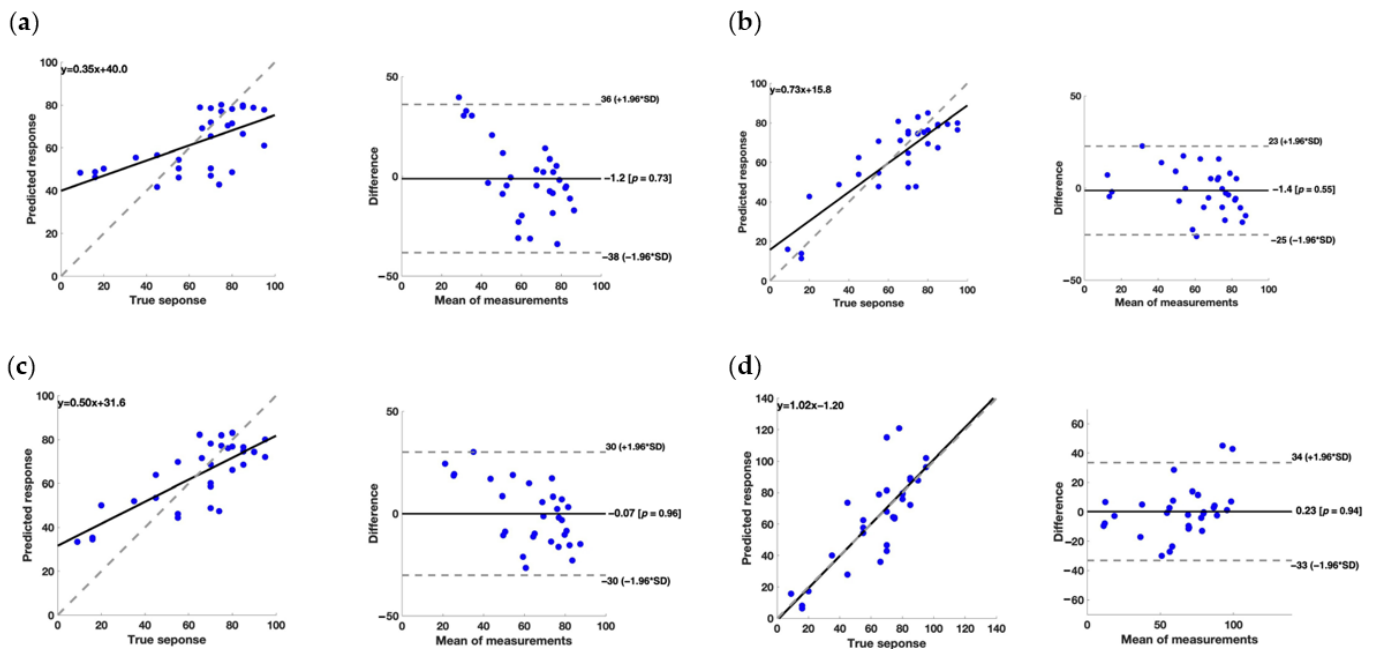 (a)
y=0.35x+40.0
100
80
60
40
20
0
Predicted response
0 20 40 60 80 100
True seponse
50
0
−50
Difference
36 (+1.96*SD)
−1.2 [p = 0.73]
−38 (−1.96*SD)
0 20 40 60 80 100
Mean of measurements
(b)
y=0.73x+15.8
100
80
60
40
20
0
Predicted response
0 20 40 60 80 100
True seponse
50
0
−50
Difference
23 (+1.96*SD)
−1.4 [p = 0.55]
−25 (−1.96*SD)
0 20 40 60 80 100
Mean of measurements
(c)
y=0.50x+31.6
100
80
60
40
20
0
Predicted response
0 20 40 60 80 100
True seponse
50
0
−50
Difference
30 (+1.96*SD)
−0.07 [p = 0.96]
−30 (−1.96*SD)
0 20 40 60 80 100
Mean of measurements
(d)
y=1.02x−1.20
140
120
100
80
60
40
20
0
Predicted response
0 20 40 60 80 100 120 140
True seponse
60
40
20
0
−20
−40
−60
Difference
34 (+1.96*SD)
0.23 [p = 0.94]
−33 (−1.96*SD)
0 50 100
Mean of measurements